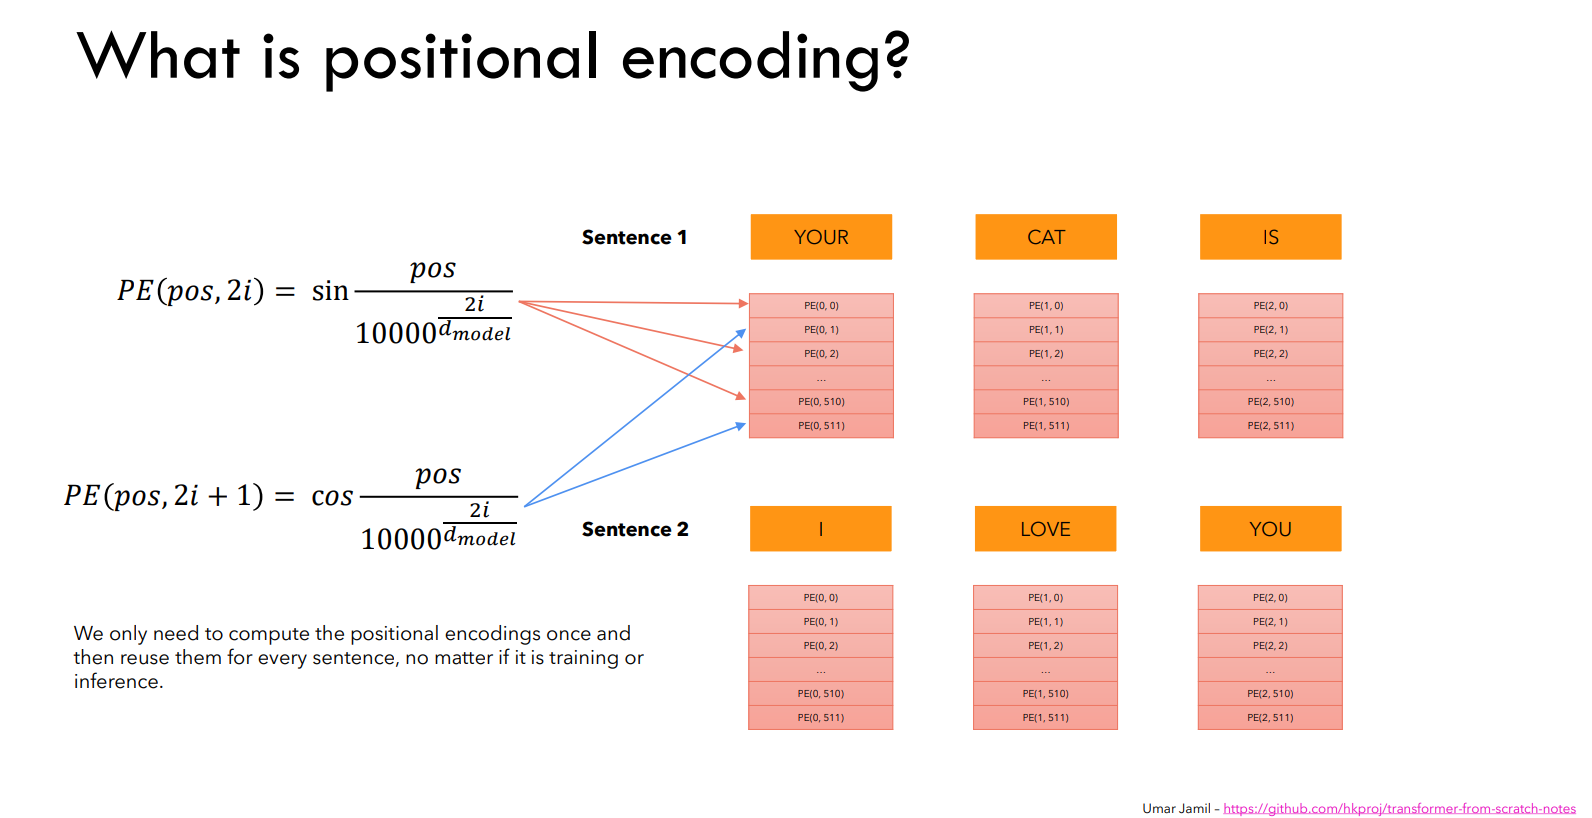 What is positional encoding?
Sentence 1
YOUR
CAT
IS
PE(pos, 2i) = sin pos / 10000^(2i / d_model)
PE(0, 0)
PE(0, 1)
PE(0, 2)
...
PE(0, 510)
PE(0, 511)
PE(1, 0)
PE(1, 1)
PE(1, 2)
...
PE(1, 510)
PE(1, 511)
PE(2, 0)
PE(2, 1)
PE(2, 2)
...
PE(2, 510)
PE(2, 511)
PE(pos, 2i + 1) = cos pos / 10000^(2i / d_model)
Sentence 2
I
LOVE
YOU
PE(0, 0)
PE(0, 1)
PE(0, 2)
...
PE(0, 510)
PE(0, 511)
PE(1, 0)
PE(1, 1)
PE(1, 2)
...
PE(1, 510)
PE(1, 511)
PE(2, 0)
PE(2, 1)
PE(2, 2)
...
PE(2, 510)
PE(2, 511)
We only need to compute the positional encodings once and
then reuse them for every sentence, no matter if it is training or
inference.
Umar Jamil – https://github.com/hkproj/transformer-from-scratch-notes